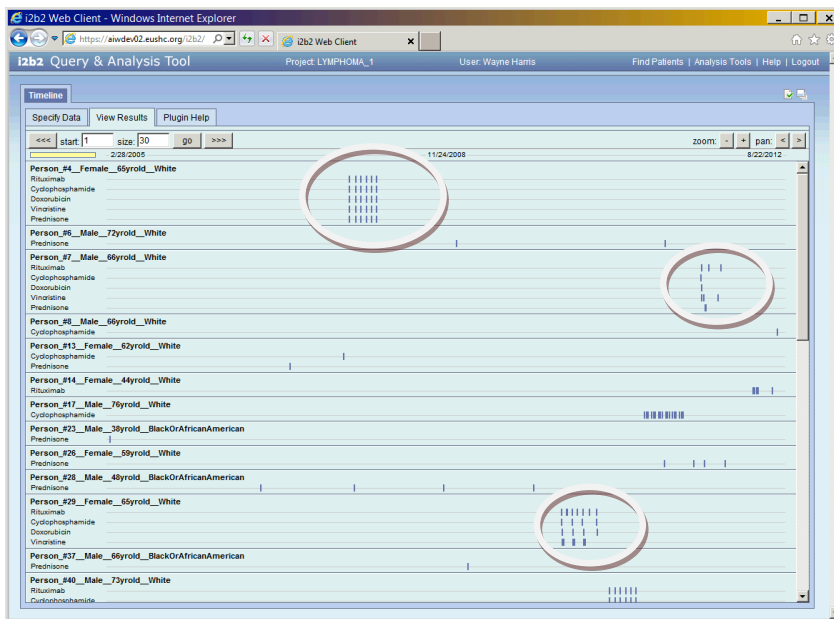 i2b2 Web Client - Windows Internet Explorer
https://aiwdev02.eushc.org/i2b2/ i2b2 Web Client
i2b2 Query & Analysis Tool Project: LYMPHOMA_1 User: Wayne Harris Find Patients | Analysis Tools | Help | Logout
Timeline
Specify Data View Results Plugin Help
<<< start: 1 size: 30 go >>> zoom: - + pan: < >
2/28/2005 11/24/2008 8/22/2012
Person_#4__Female__65yrold__White
Rituximab
Cyclophosphamide
Doxorubicin
Vincristine
Prednisone
Person_#6__Male__72yrold__White
Prednisone
Person_#7__Male__66yrold__White
Rituximab
Cyclophosphamide
Doxorubicin
Vincristine
Prednisone
Person_#8__Male__66yrold__White
Cyclophosphamide
Person_#13__Female__62yrold__White
Cyclophosphamide
Prednisone
Person_#14__Female__44yrold__White
Rituximab
Person_#17__Male__76yrold__White
Cyclophosphamide
Person_#23__Male__38yrold__BlackOrAfricanAmerican
Prednisone
Person_#26__Female__59yrold__White
Prednisone
Person_#28__Male__48yrold__BlackOrAfricanAmerican
Prednisone
Person_#29__Female__65yrold__White
Rituximab
Cyclophosphamide
Doxorubicin
Vincristine
Person_#37__Male__66yrold__BlackOrAfricanAmerican
Prednisone
Person_#40__Male__73yrold__White
Rituximab
Cyclophosphamide